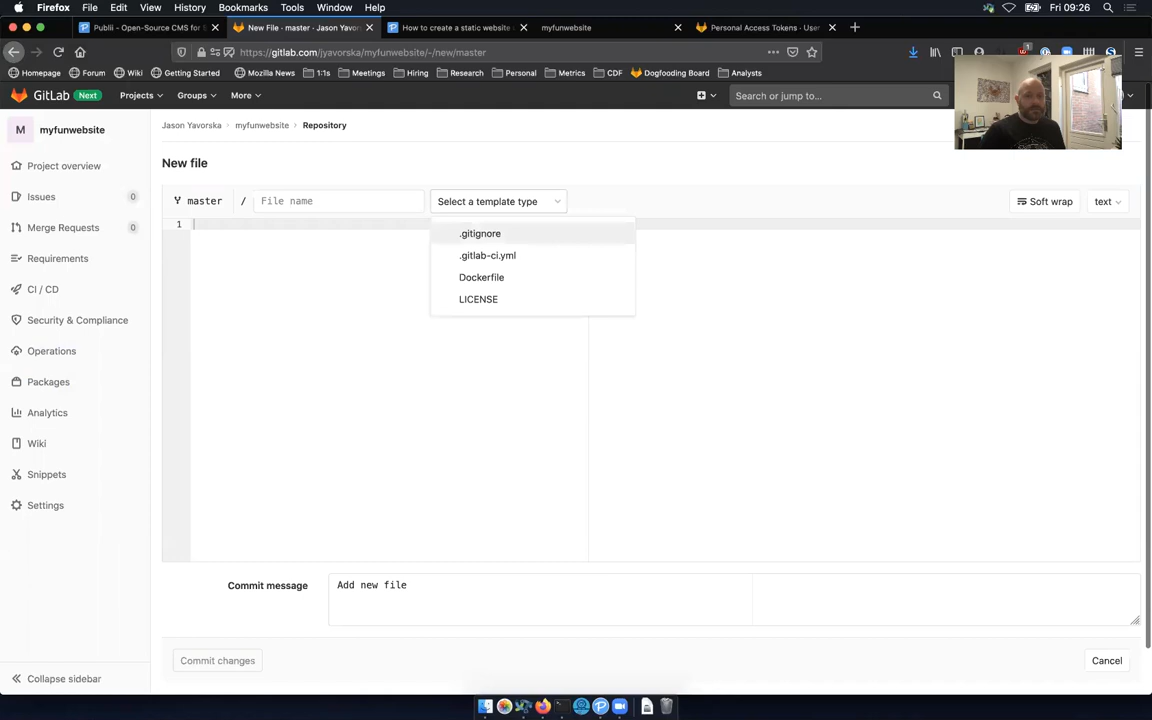 Firefox File Edit View History Bookmarks Tools Window Help Fri 09:26
Publii - Open-Source CMS for S
New File · master · Jason Yavors
How to create a static website
myfunwebsite
Personal Access Tokens · User
https://gitlab.com/jyavorska/myfunwebsite/-/new/master
1
Homepage Forum Wiki Getting Started Mozilla News 1:1s Meetings Hiring Research Personal Metrics CDF Dogfooding Board Analysts
GitLab Next Projects Groups More Search or jump to...
M myfunwebsite
Jason Yavorska › myfunwebsite › Repository
Project overview
Issues 0
Merge Requests 0
Requirements
CI / CD
Security & Compliance
Operations
Packages
Analytics
Wiki
Snippets
Settings
Collapse sidebar
New file
master / File name Select a template type Soft wrap text
1
.gitignore
.gitlab-ci.yml
Dockerfile
LICENSE
Commit message Add new file
Commit changes Cancel